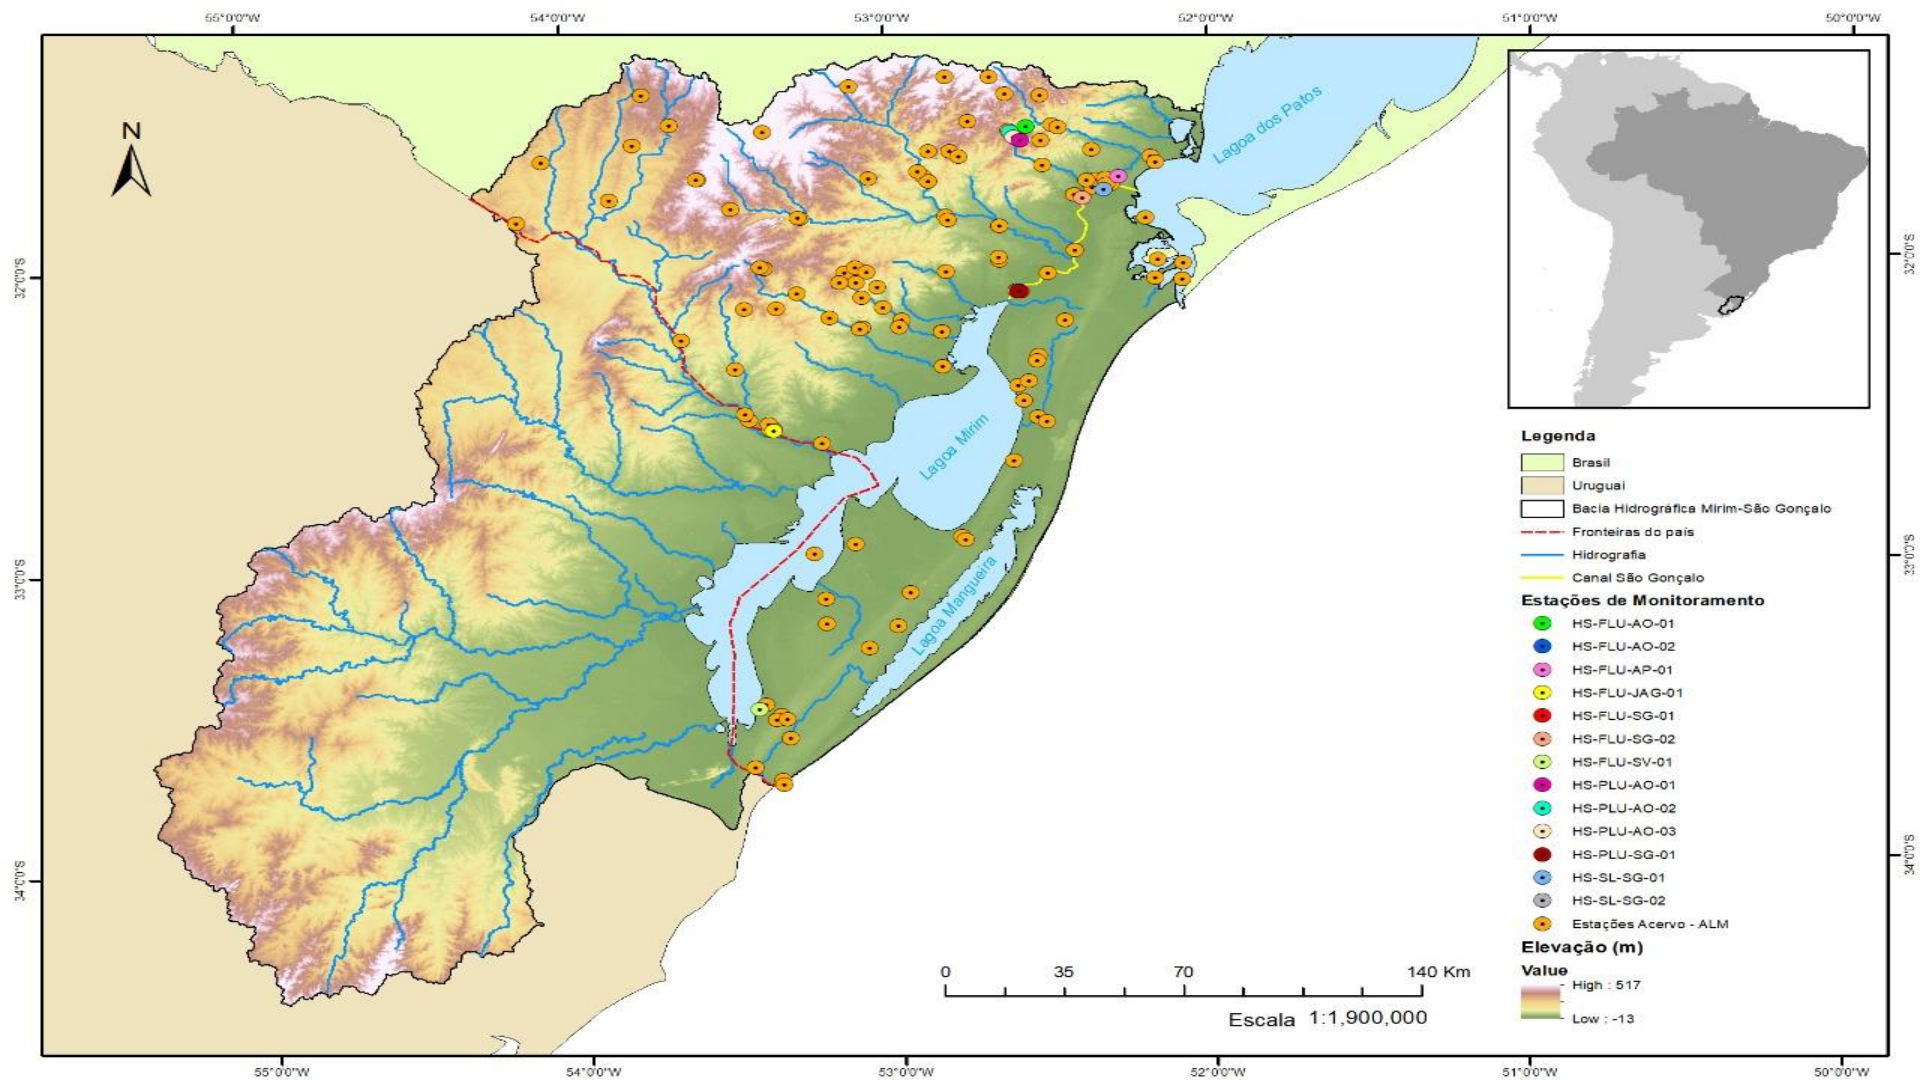 55°0'0"W 54°0'0"W 53°0'0"W 52°0'0"W 51°0'0"W 50°0'0"W
N
Lagoa dos Patos
32°0'0"S
32°0'0"S
Lagoa Mirim
Lagoa Mangueira
33°0'0"S
33°0'0"S
34°0'0"S
34°0'0"S
Legenda
Brasil
Uruguai
Bacia Hidrográfica Mirim-São Gonçalo
Fronteiras do país
Hidrografia
Canal São Gonçalo
Estações de Monitoramento
HS-FLU-AO-01
HS-FLU-AO-02
HS-FLU-AP-01
HS-FLU-JAG-01
HS-FLU-SG-01
HS-FLU-SG-02
HS-FLU-SV-01
HS-PLU-AO-01
HS-PLU-AO-02
HS-PLU-AO-03
HS-PLU-SG-01
HS-SL-SG-01
HS-SL-SG-02
Estações Acervo - ALM
Elevação (m)
Value
High : 517
Low : -13
0 35 70 140 Km
Escala 1:1,900,000
55°0'0"W 54°0'0"W 53°0'0"W 52°0'0"W 51°0'0"W 50°0'0"W